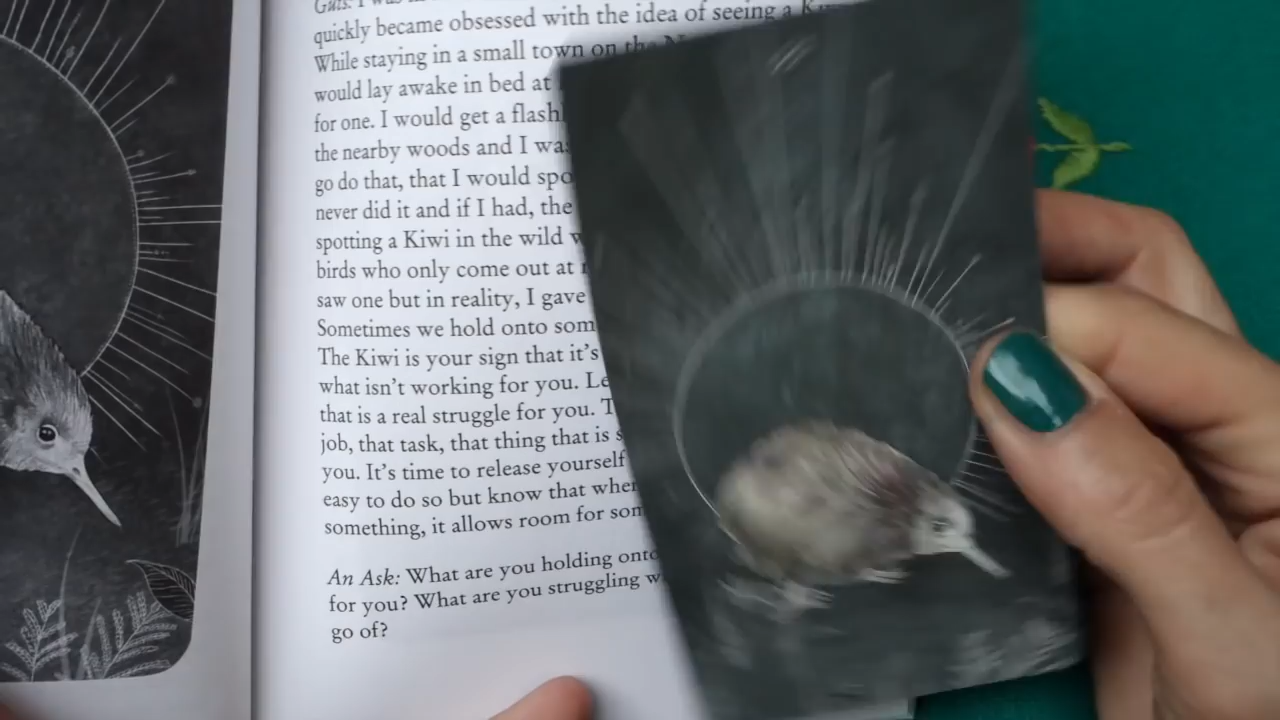 Guts: I was
quickly became obsessed with the idea of seeing a
While staying in a small town on the
would lay awake in bed at
for one. I would get a flash
the nearby woods and I was
go do that, that I would spo
never did it and if I had, the
spotting a Kiwi in the wild
birds who only come out at
saw one but in reality, I gave
Sometimes we hold onto som
The Kiwi is your sign that it's
what isn't working for you. Le
that is a real struggle for you. T
job, that task, that thing that is s
you. It's time to release yourself
easy to do so but know that when
something, it allows room for som
An Ask: What are you holding onto
for you? What are you struggling w
go of?